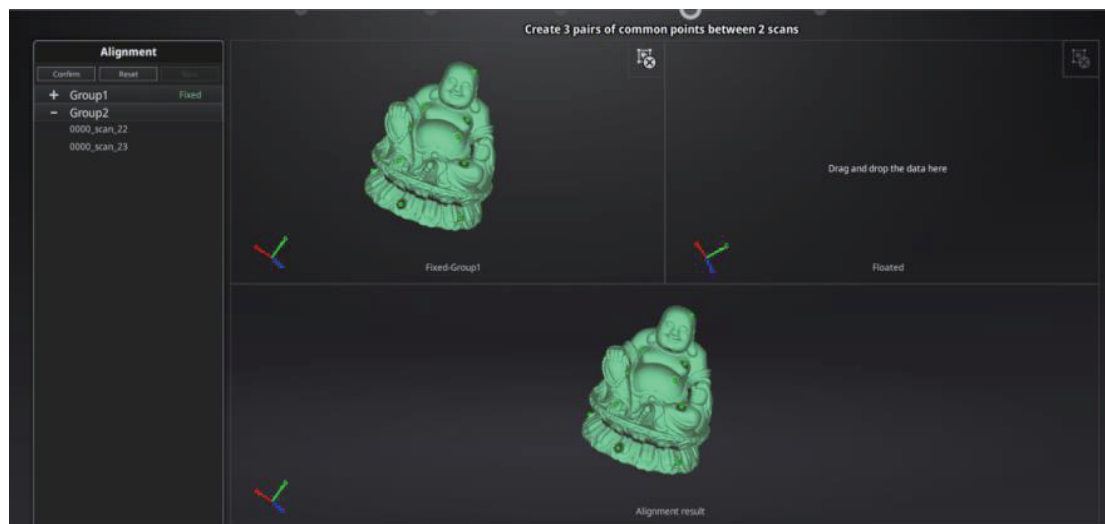 Create 3 pairs of common points between 2 scans
Alignment
Confirm Reset
+ Group1 Fixed
- Group2
0000_scan_22
0000_scan_23
Fixed-Group1
Drag and drop the data here
Floated
Alignment result